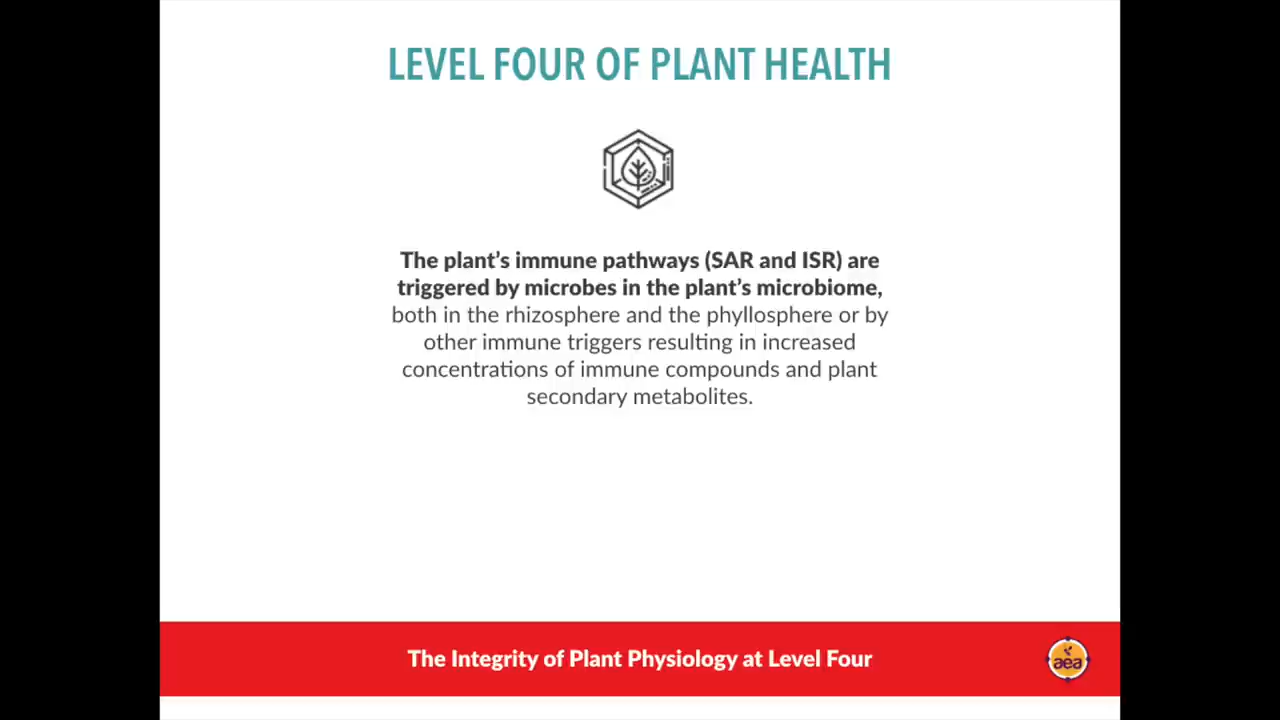 LEVEL FOUR OF PLANT HEALTH
The plant's immune pathways (SAR and ISR) are
triggered by microbes in the plant's microbiome,
both in the rhizosphere and the phyllosphere or by
other immune triggers resulting in increased
concentrations of immune compounds and plant
secondary metabolites.
The Integrity of Plant Physiology at Level Four
aea